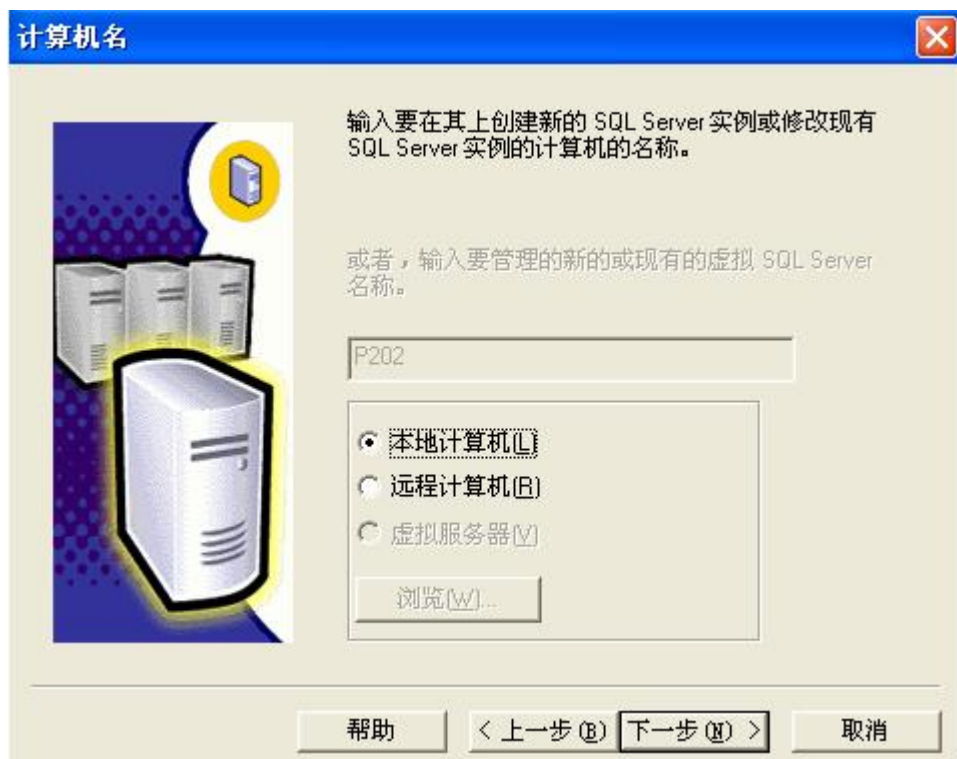 计算机名
输入要在其上创建新的 SQL Server 实例或修改现有
SQL Server 实例的计算机的名称。
或者，输入要管理的新的或现有的虚拟 SQL Server
名称。
P202
本地计算机(L)
远程计算机(R)
虚拟服务器(V)
浏览(W)...
帮助
< 上一步(B)
下一步(N) >
取消